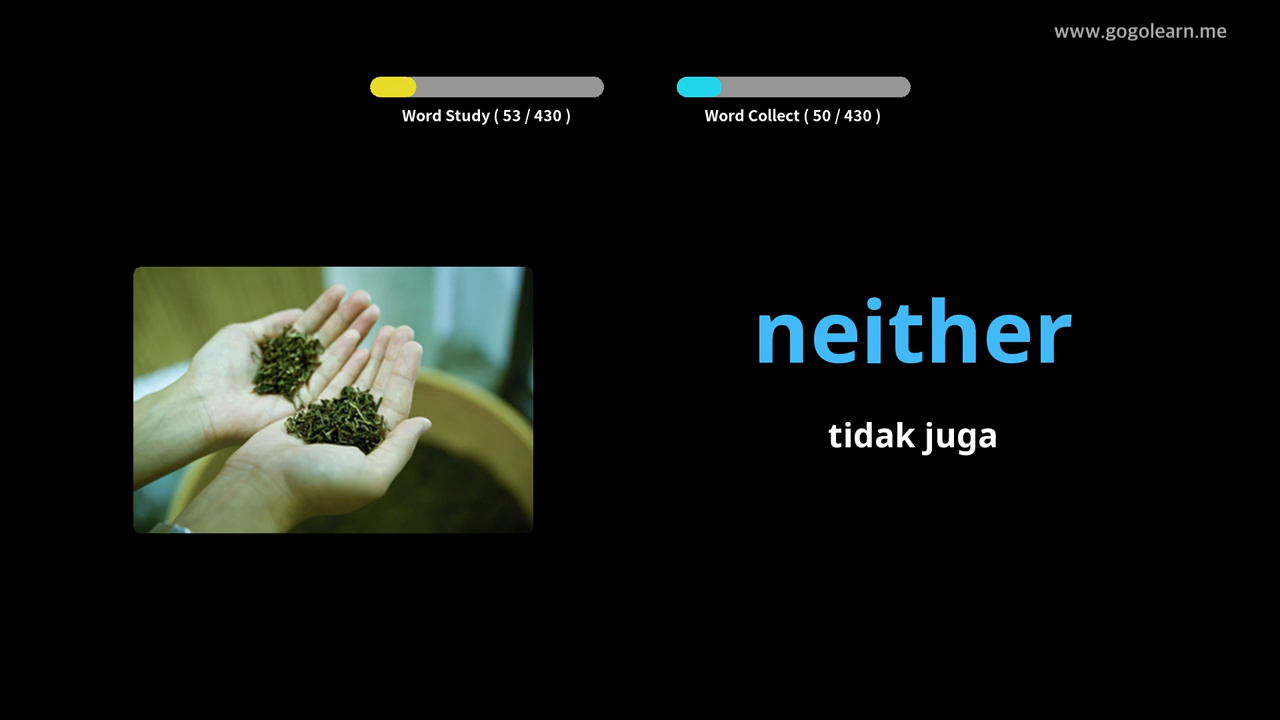 www.gogolearn.me
Word Study ( 53 / 430 )
Word Collect ( 50 / 430 )
neither
tidak juga